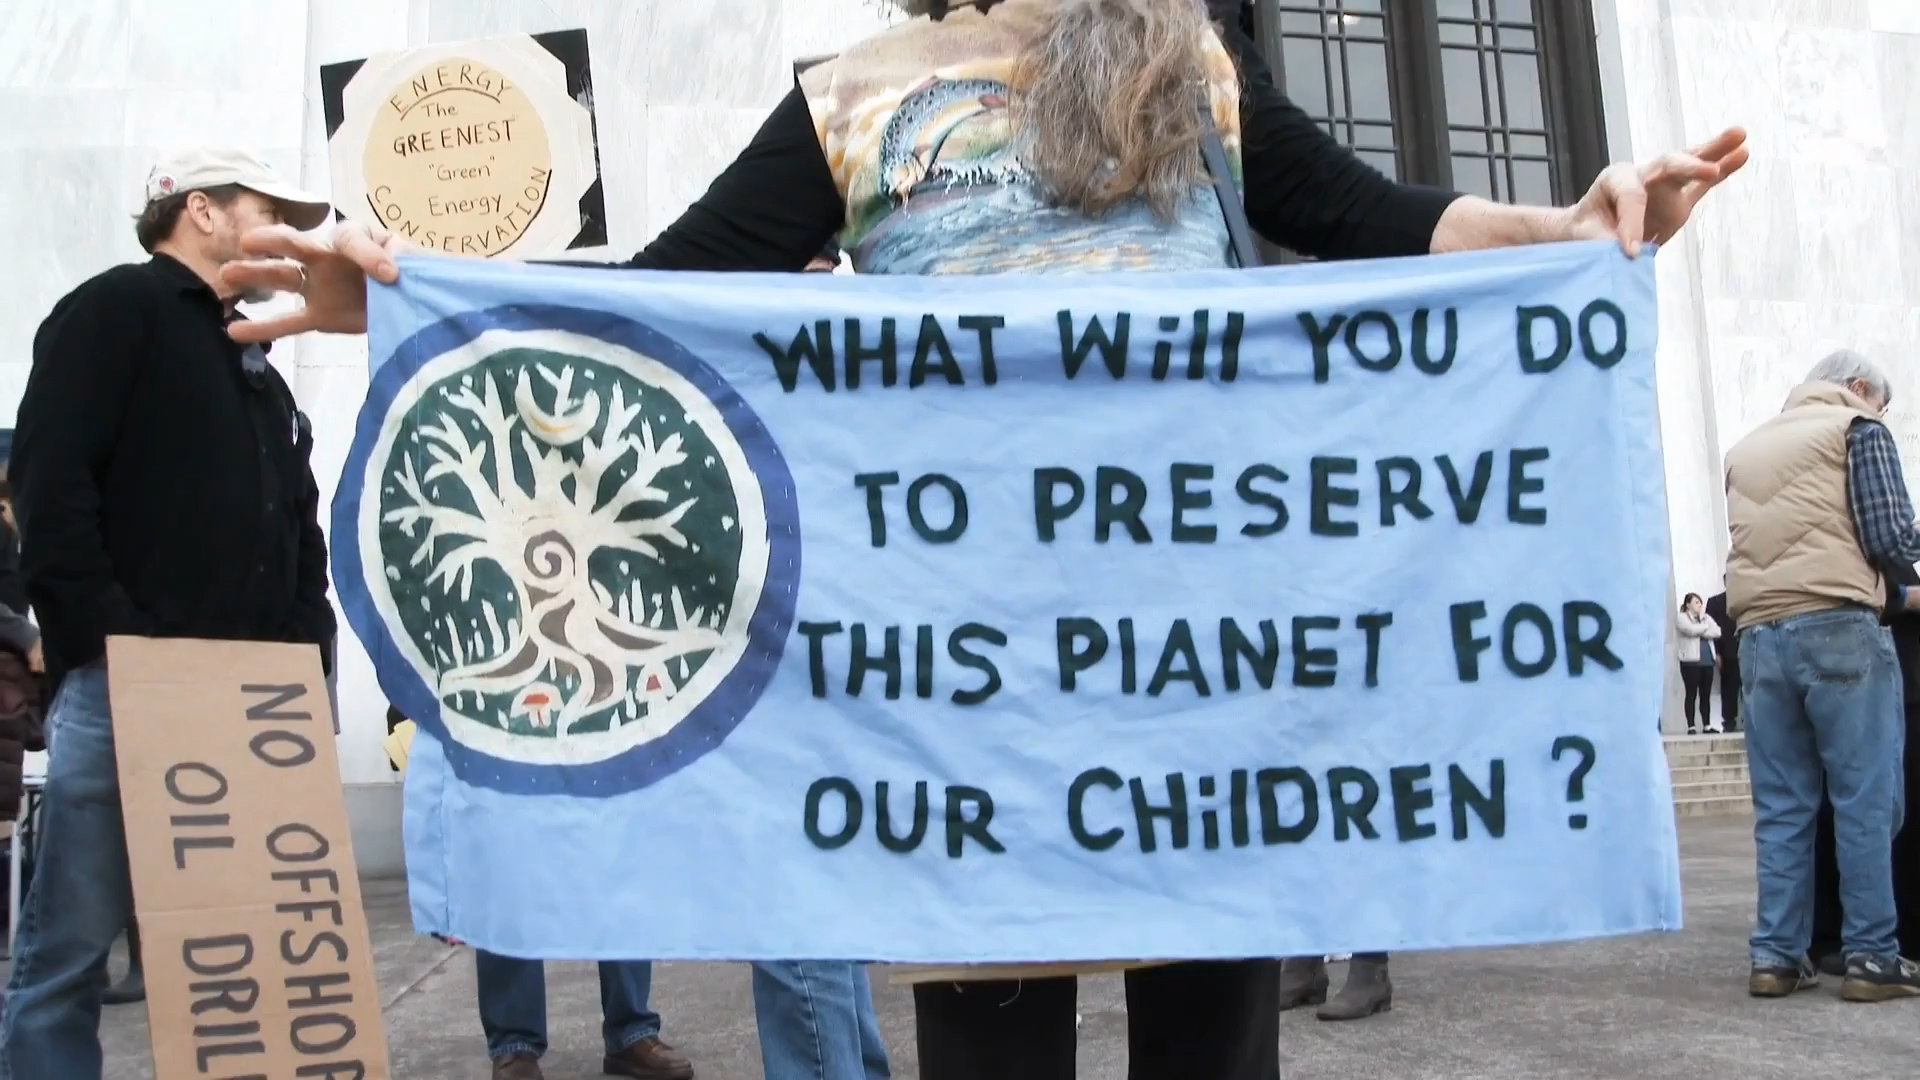 ENERGY
The
GREENEST
"Green"
Energy
CONSERVATION
WHAT Will YOU DO
TO PRESERVE
THIS PlANET FOR
OUR CHilDREN ?
NO OFFSHOR
OIL DRIL